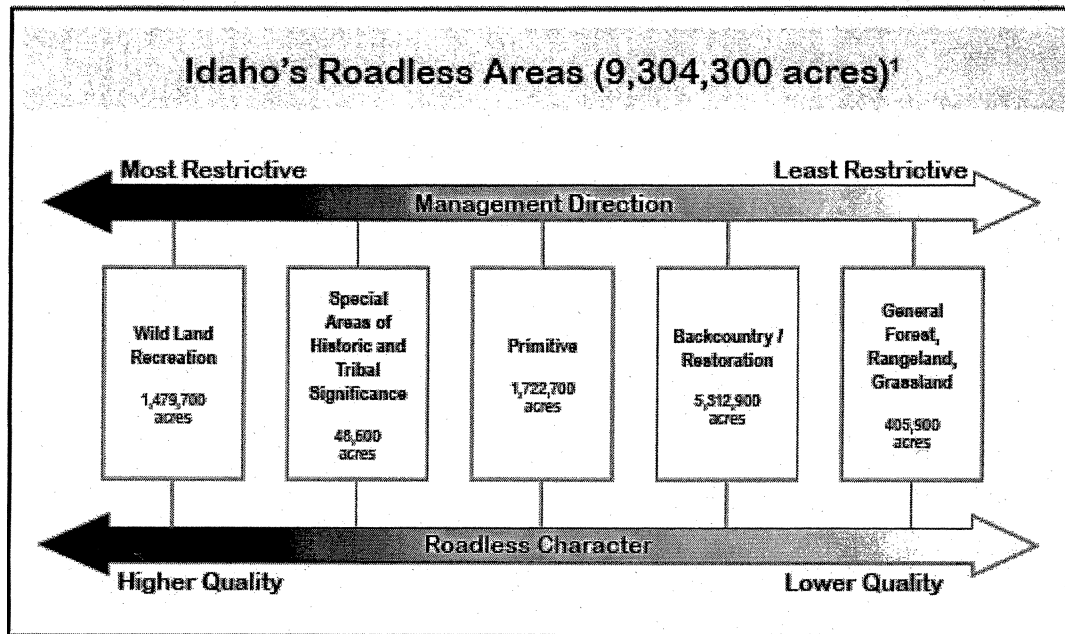 Idaho's Roadless Areas (9,304,300 acres)¹
Most Restrictive
Least Restrictive
Management Direction
Wild Land
Recreation
1,479,700
acres
Special
Areas of
Historic and
Tribal
Significance
48,600
acres
Primitive
1,722,700
acres
Backcountry /
Restoration
5,312,900
acres
General
Forest,
Rangeland,
Grassland
405,900
acres
Roadless Character
Higher Quality
Lower Quality